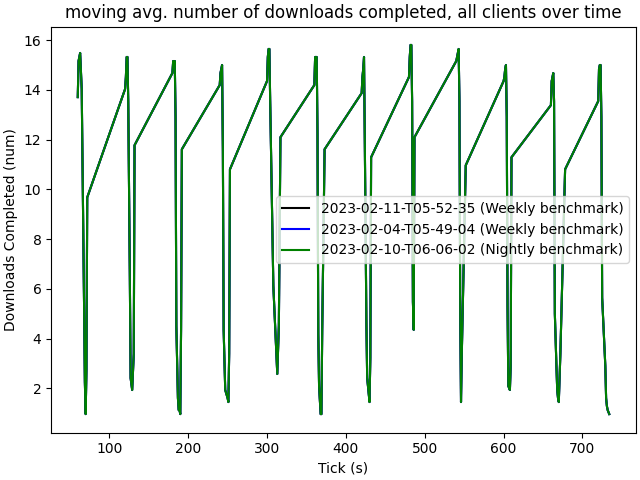 moving avg. number of downloads completed, all clients over time
16
14
12
10
8
6
4
2
Downloads Completed (num)
2023-02-11-T05-52-35 (Weekly benchmark)
2023-02-04-T05-49-04 (Weekly benchmark)
2023-02-10-T06-06-02 (Nightly benchmark)
100 200 300 400 500 600 700
Tick (s)